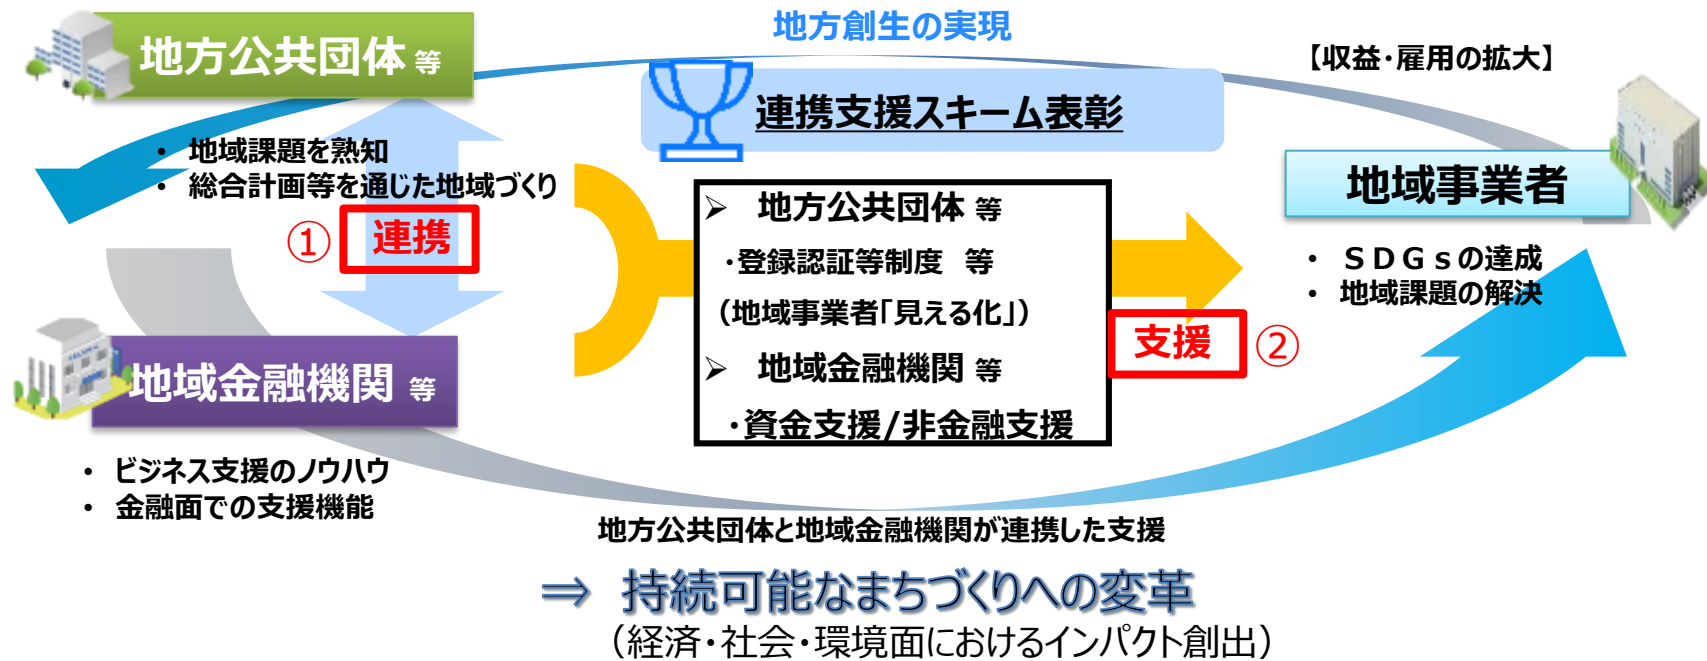 地方創生の実現
地方公共団体 等
【収益・雇用の拡大】
連携支援スキーム表彰
• 地域課題を熟知
• 総合計画等を通じた地域づくり
① 連携
地域事業者
➢ 地方公共団体 等
・登録認証等制度 等
（地域事業者「見える化」）
➢ 地域金融機関 等
・資金支援/非金融支援
支援 ②
• ＳＤＧｓの達成
• 地域課題の解決
地域金融機関 等
• ビジネス支援のノウハウ
• 金融面での支援機能
地方公共団体と地域金融機関が連携した支援
⇒ 持続可能なまちづくりへの変革
（経済・社会・環境面におけるインパクト創出）